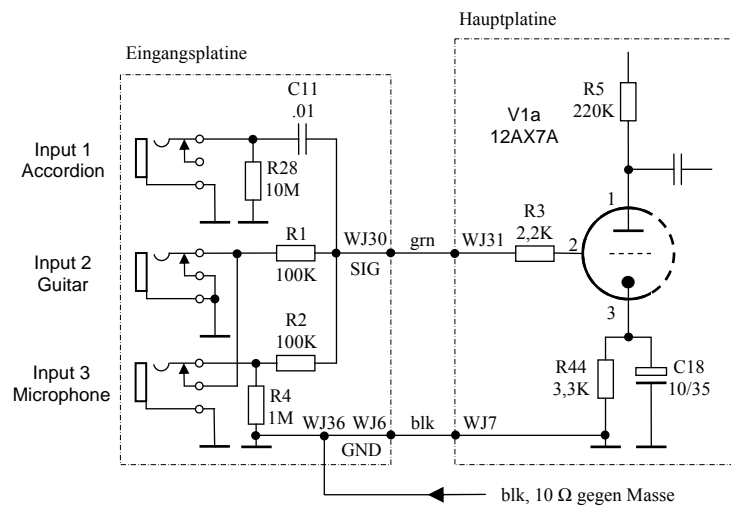 Hauptplatine
Eingangsplatine
C11
.01
R5
220K
V1a
12AX7A
Input 1
Accordion
R28
10M
1
R1
100K
WJ30
grn
WJ31
R3
2,2K
2
SIG
Input 2
Guitar
3
R2
100K
Input 3
Microphone
R4
1M
R44
3,3K
C18
10/35
WJ36
WJ6
blk
WJ7
GND
blk, 10 Ω gegen Masse